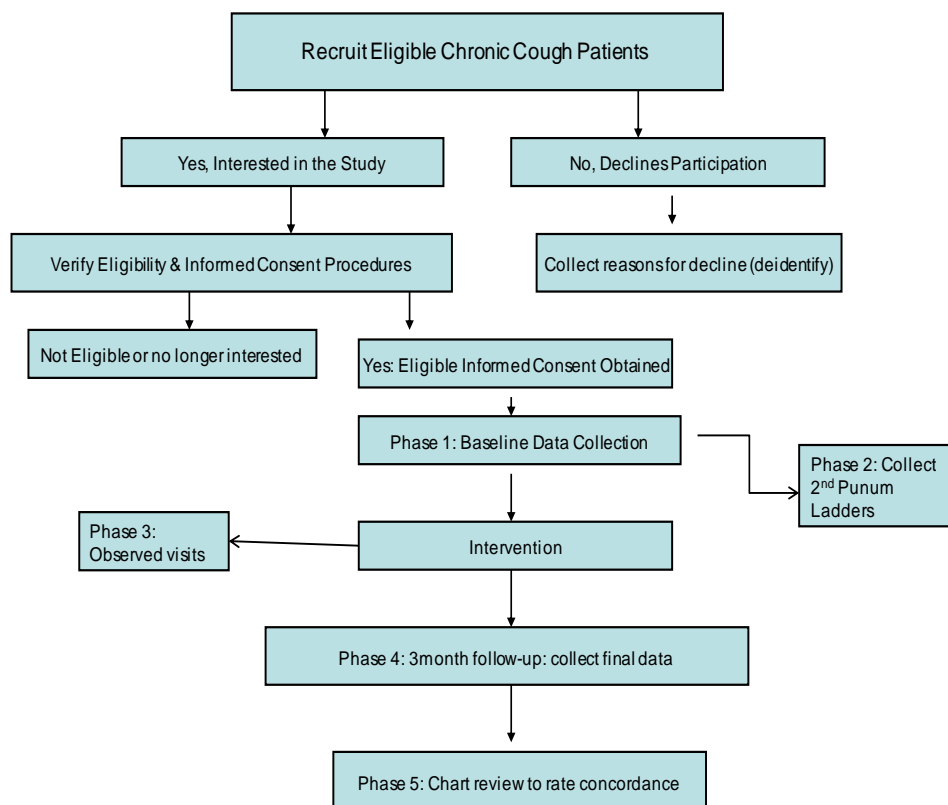 Recruit Eligible Chronic Cough Patients
Yes, Interested in the Study
No, Declines Participation
Verify Eligibility & Informed Consent Procedures
Collect reasons for decline (deidentify)
Not Eligible or no longer interested
Yes: Eligible Informed Consent Obtained
Phase 1: Baseline Data Collection
Phase 2: Collect
2nd Punum
Ladders
Phase 3:
Observed visits
Intervention
Phase 4: 3month follow-up: collect final data
Phase 5: Chart review to rate concordance